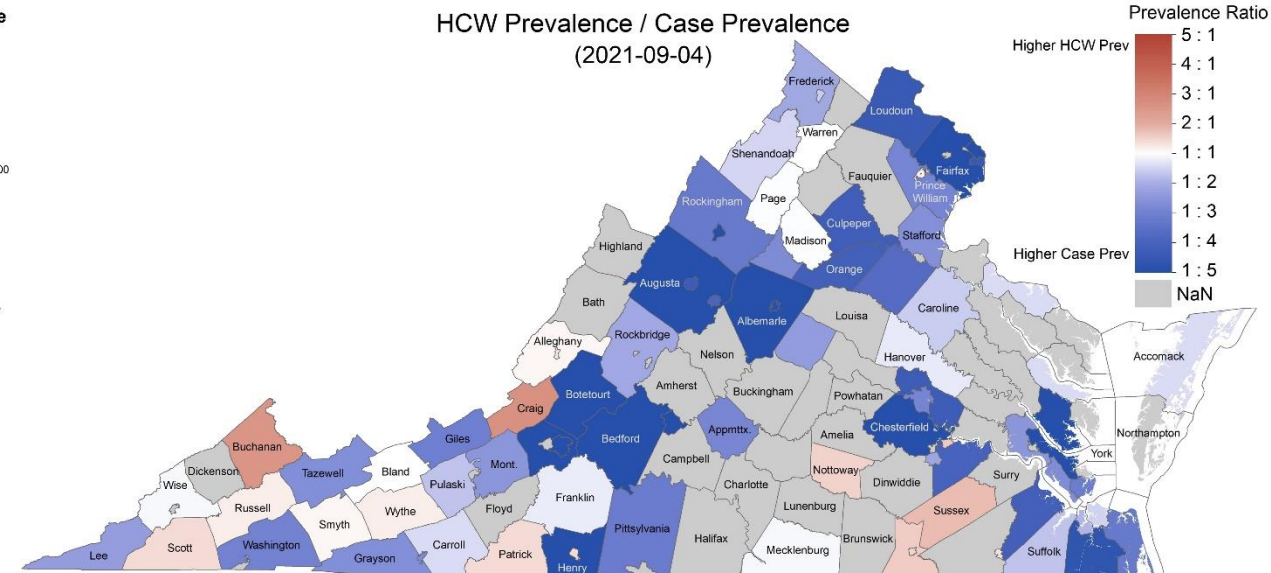 e
HCW Prevalence / Case Prevalence
(2021-09-04)
Prevalence Ratio
Higher HCW Prev
5 : 1
4 : 1
3 : 1
2 : 1
1 : 1
1 : 2
1 : 3
1 : 4
Higher Case Prev
1 : 5
NaN
00
Frederick
Loudoun
Warren
Shenandoah
Fairfax
Fauquier
Prince
William
Page
Rockingham
Culpeper
Stafford
Madison
Highland
Orange
Augusta
Bath
Caroline
Albemarle
Louisa
Rockbridge
Alleghany
Nelson
Hanover
Accomack
Amherst
Buckingham
Botetourt
Powhatan
Craig
Chesterfield
Appmttx.
Amelia
Northampton
Giles
Bedford
Buchanan
York
Campbell
Mont.
Dickenson
Tazewell
Bland
Nottoway
Surry
Dinwiddie
Wise
Pulaski
Charlotte
Franklin
Russell
Wythe
Floyd
Lunenburg
Sussex
Smyth
Pittsylvania
Halifax
Brunswick
Scott
Washington
Carroll
Mecklenburg
Suffolk
Lee
Grayson
Patrick
Henry